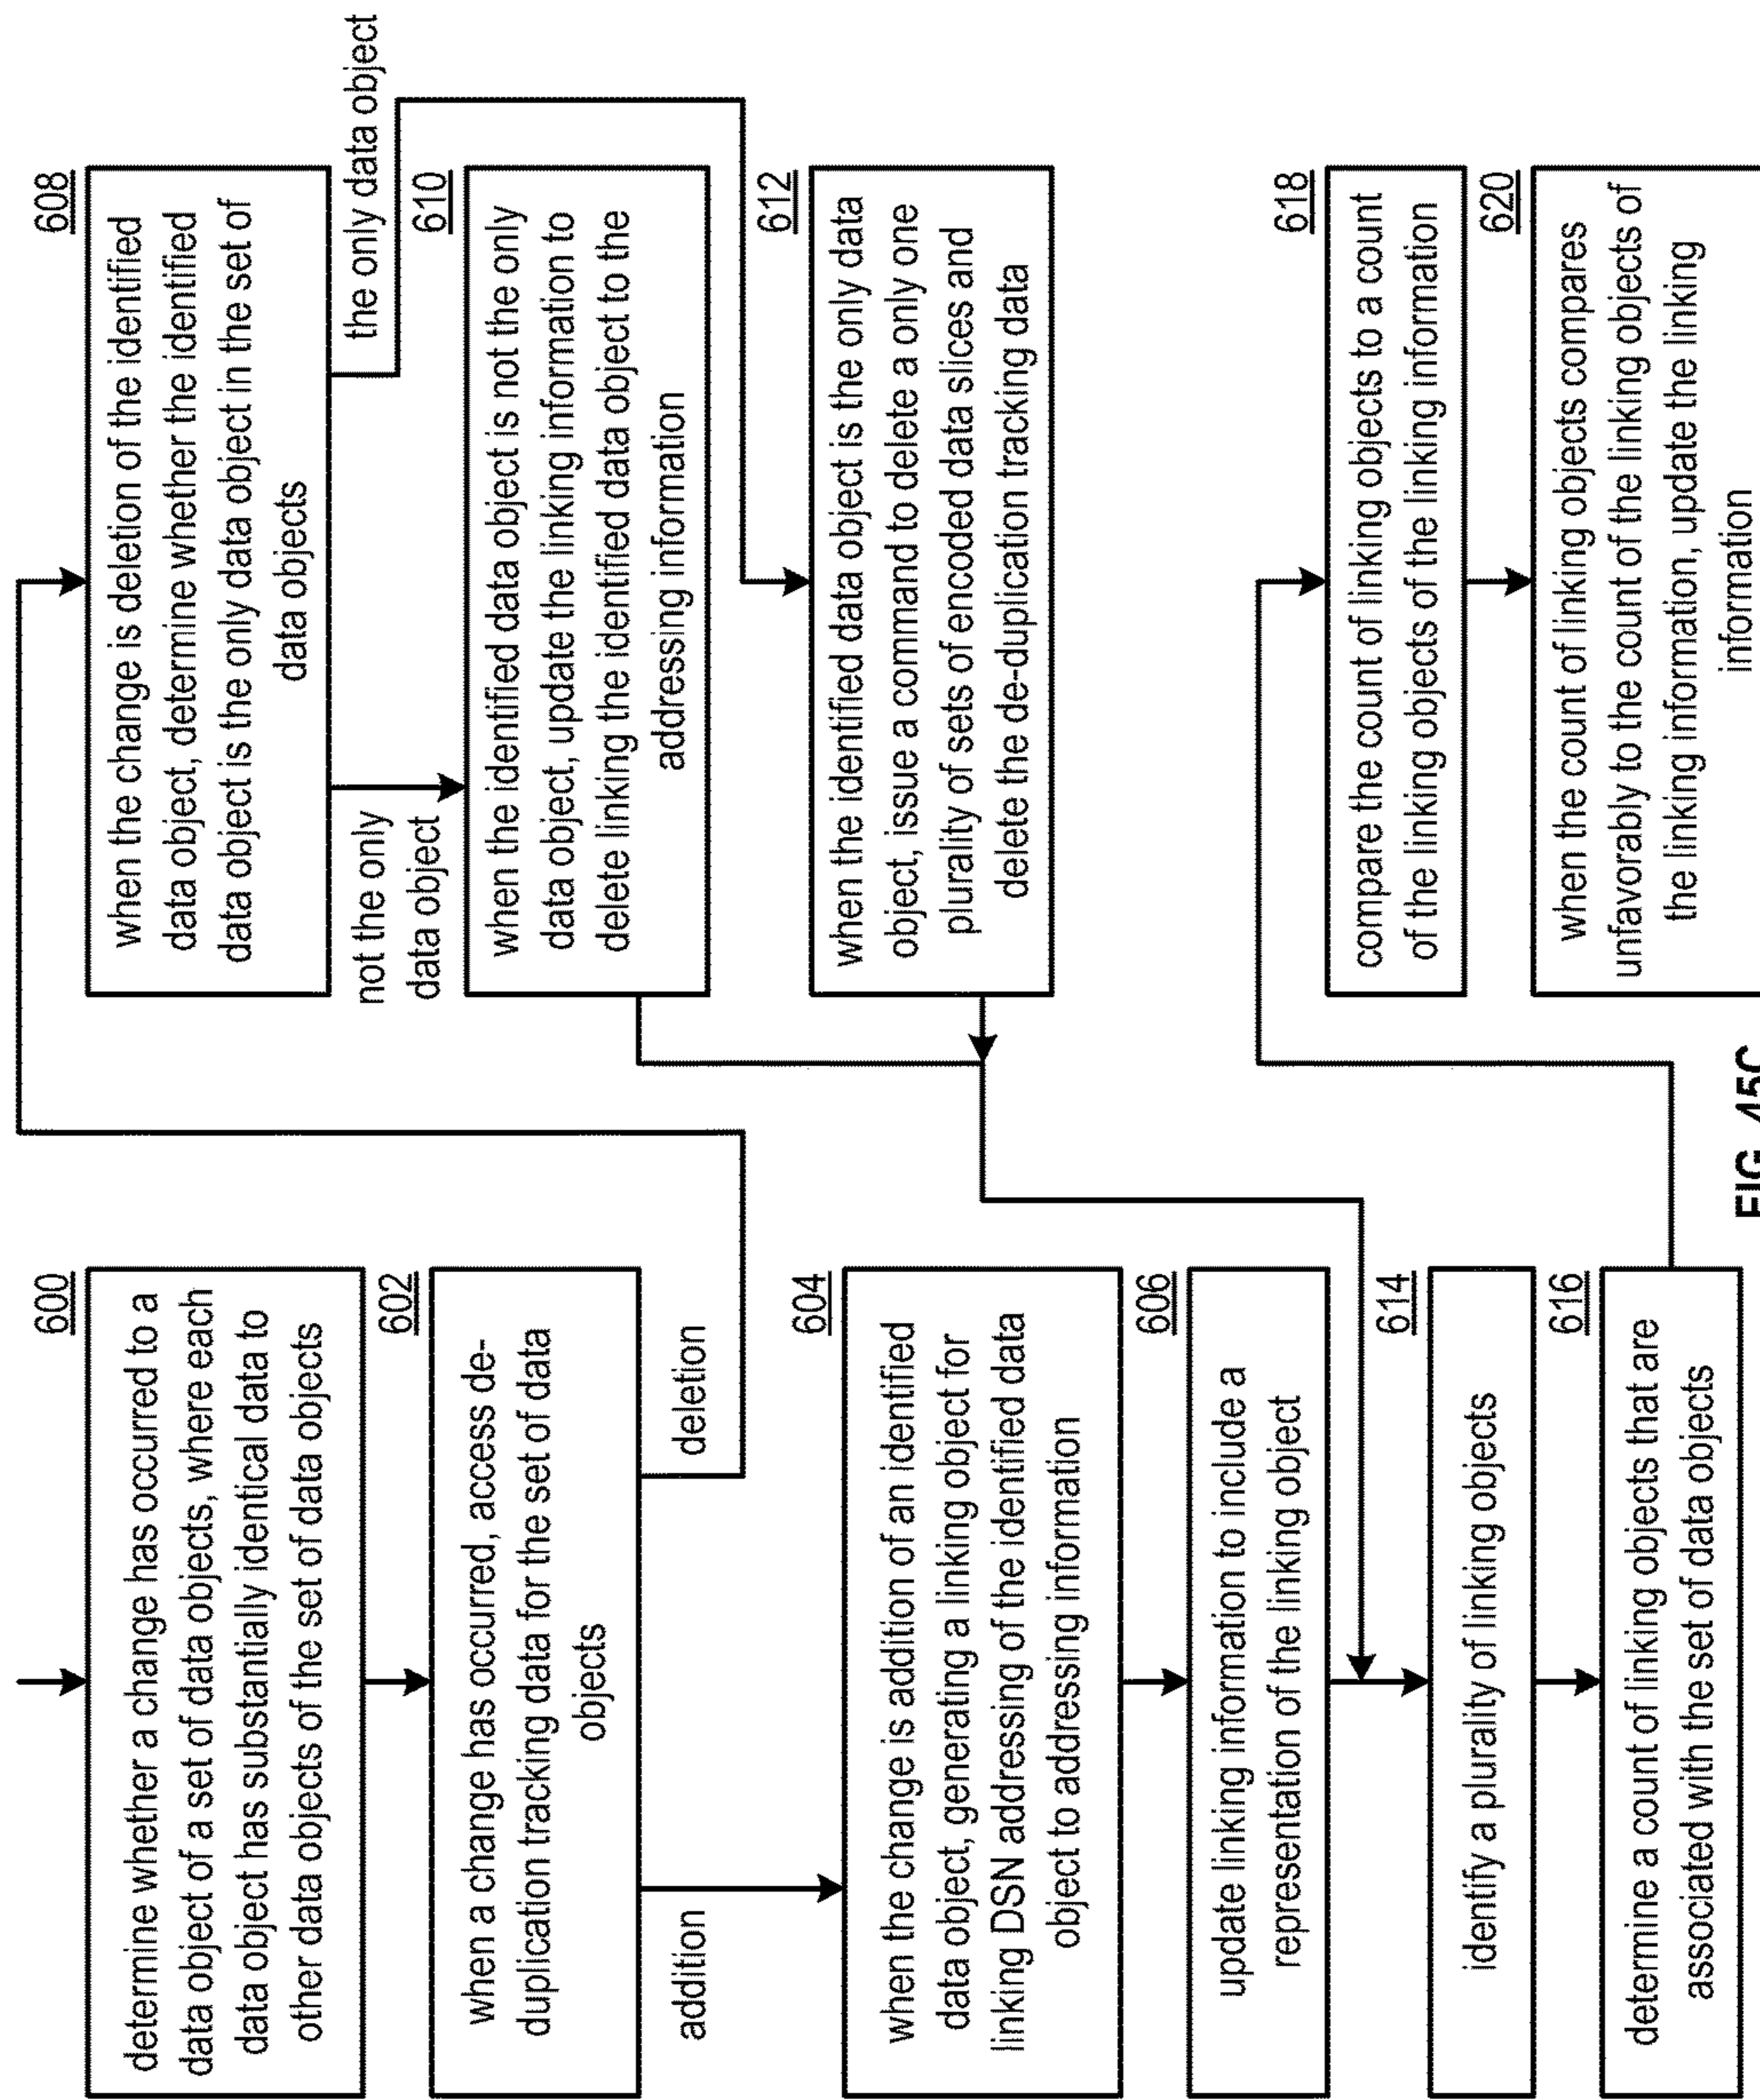 600
determine whether a change has occurred to a
data object of a set of data objects, where each
data object has substantially identical data to
other data objects of the set of data objects
602
when a change has occurred, access de-
duplication tracking data for the set of data
objects
addition
deletion
604
when the change is addition of an identified
data object, generating a linking object for
linking DSN addressing of the identified data
object to addressing information
606
update linking information to include a
representation of the linking object
614
identify a plurality of linking objects
616
determine a count of linking objects that are
associated with the set of data objects
608
when the change is deletion of the identified
data object, determine whether the identified
data object is the only data object in the set of
data objects
not the only
data object
the only data object
610
when the identified data object is not the only
data object, update the linking information to
delete linking the identified data object to the
addressing information
612
when the identified data object is the only data
object, issue a command to delete a only one
plurality of sets of encoded data slices and
delete the de-duplication tracking data
618
compare the count of linking objects to a count
of the linking objects of the linking information
620
when the count of linking objects compares
unfavorably to the count of the linking objects of
the linking information, update the linking
information
FIG. 45C